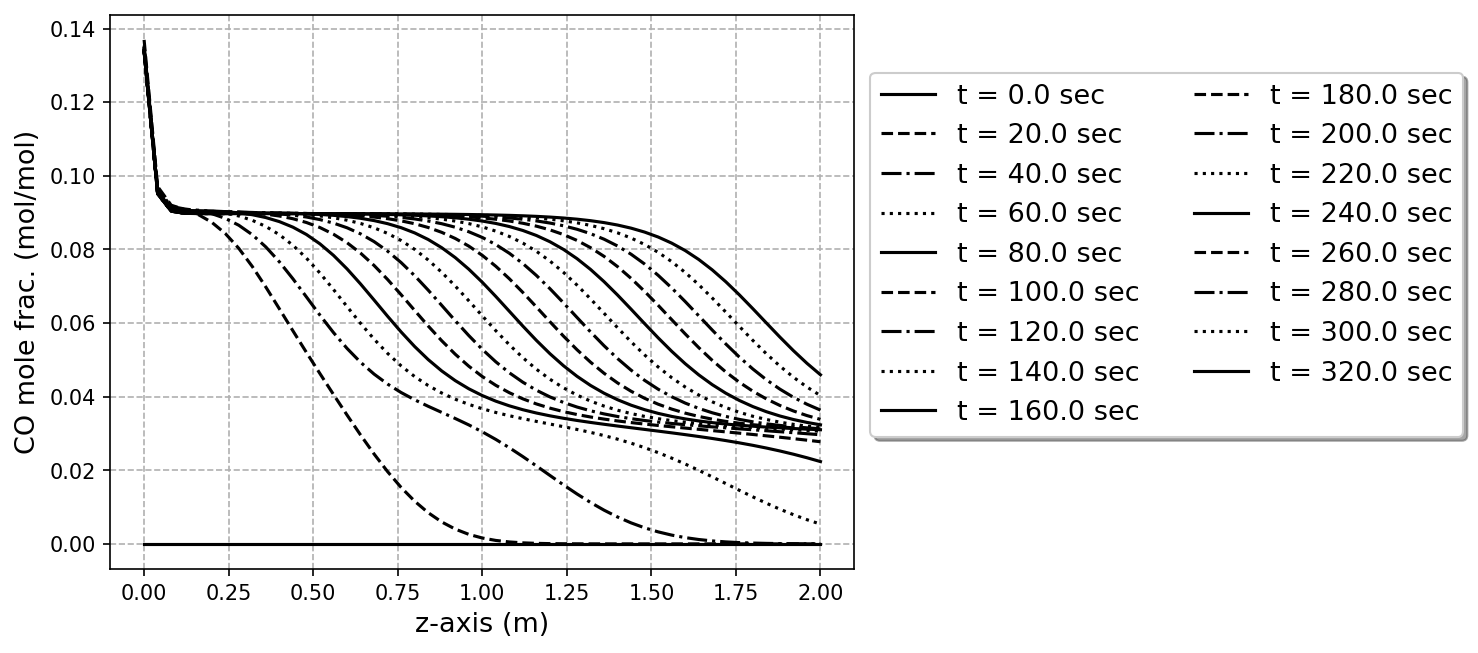 0.14
0.12
0.10
0.08
0.06
0.04
0.02
0.00
CO mole frac. (mol/mol)
0.00 0.25 0.50 0.75 1.00 1.25 1.50 1.75 2.00
z-axis (m)
t = 0.0 sec
t = 20.0 sec
t = 40.0 sec
t = 60.0 sec
t = 80.0 sec
t = 100.0 sec
t = 120.0 sec
t = 140.0 sec
t = 160.0 sec
t = 180.0 sec
t = 200.0 sec
t = 220.0 sec
t = 240.0 sec
t = 260.0 sec
t = 280.0 sec
t = 300.0 sec
t = 320.0 sec